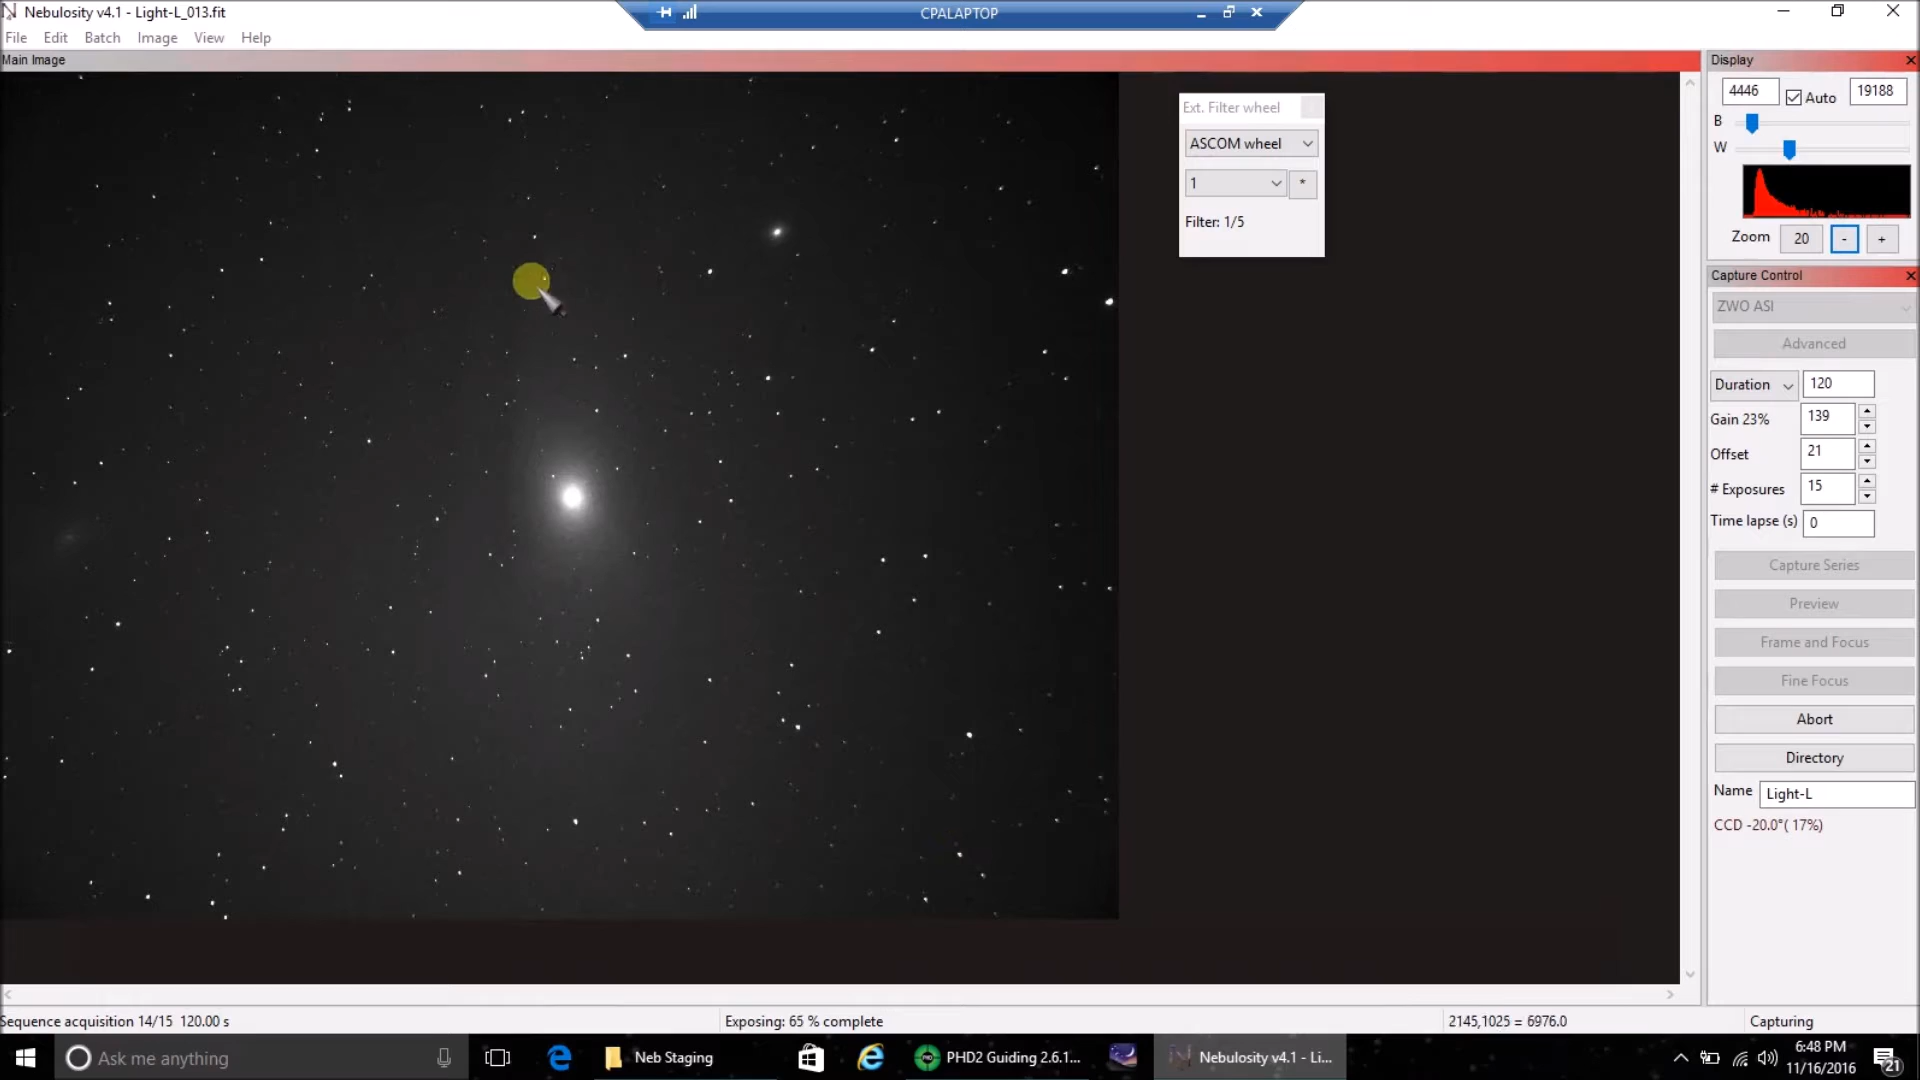 Nebulosity v4.1 - Light-L_013.fit
CPALAPTOP
File Edit Batch Image View Help
Main Image
Ext. Filter wheel
ASCOM wheel
1
*
Filter: 1/5
Display
4446
Auto
19188
B
W
Zoom
20
-
+
Capture Control
ZWO ASI
Advanced
Duration
120
Gain 23%
139
Offset
21
# Exposures
15
Time lapse (s)
0
Capture Series
Preview
Frame and Focus
Fine Focus
Abort
Directory
Name
Light-L
CCD -20.0°( 17%)
Sequence acquisition 14/15 120.00 s
Exposing: 65 % complete
2145,1025 = 6976.0
Capturing
Ask me anything
Neb Staging
PHD2 Guiding 2.6.1...
Nebulosity v4.1 - Li...
6:48 PM
11/16/2016
21